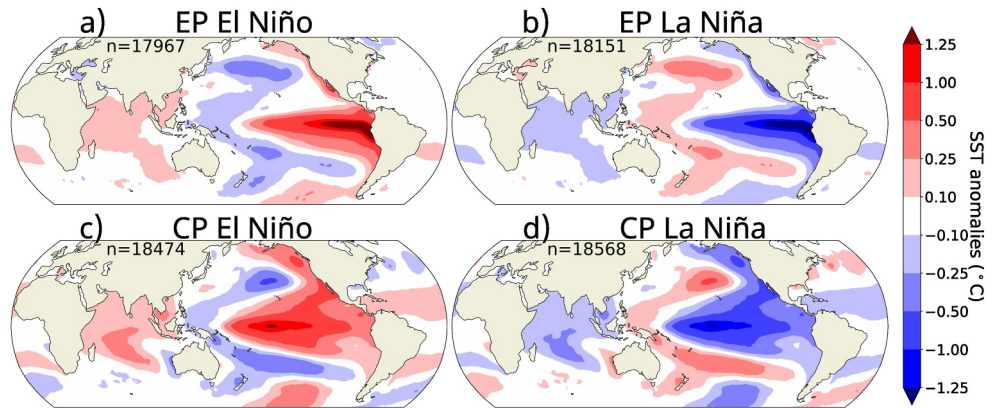 a) EP El Niño
n=17967
b) EP La Niña
n=18151
c) CP El Niño
n=18474
d) CP La Niña
n=18568
1.25
1.00
0.50
0.25
0.10
−0.10
−0.25
−0.50
−1.00
−1.25
SST anomalies (°C)